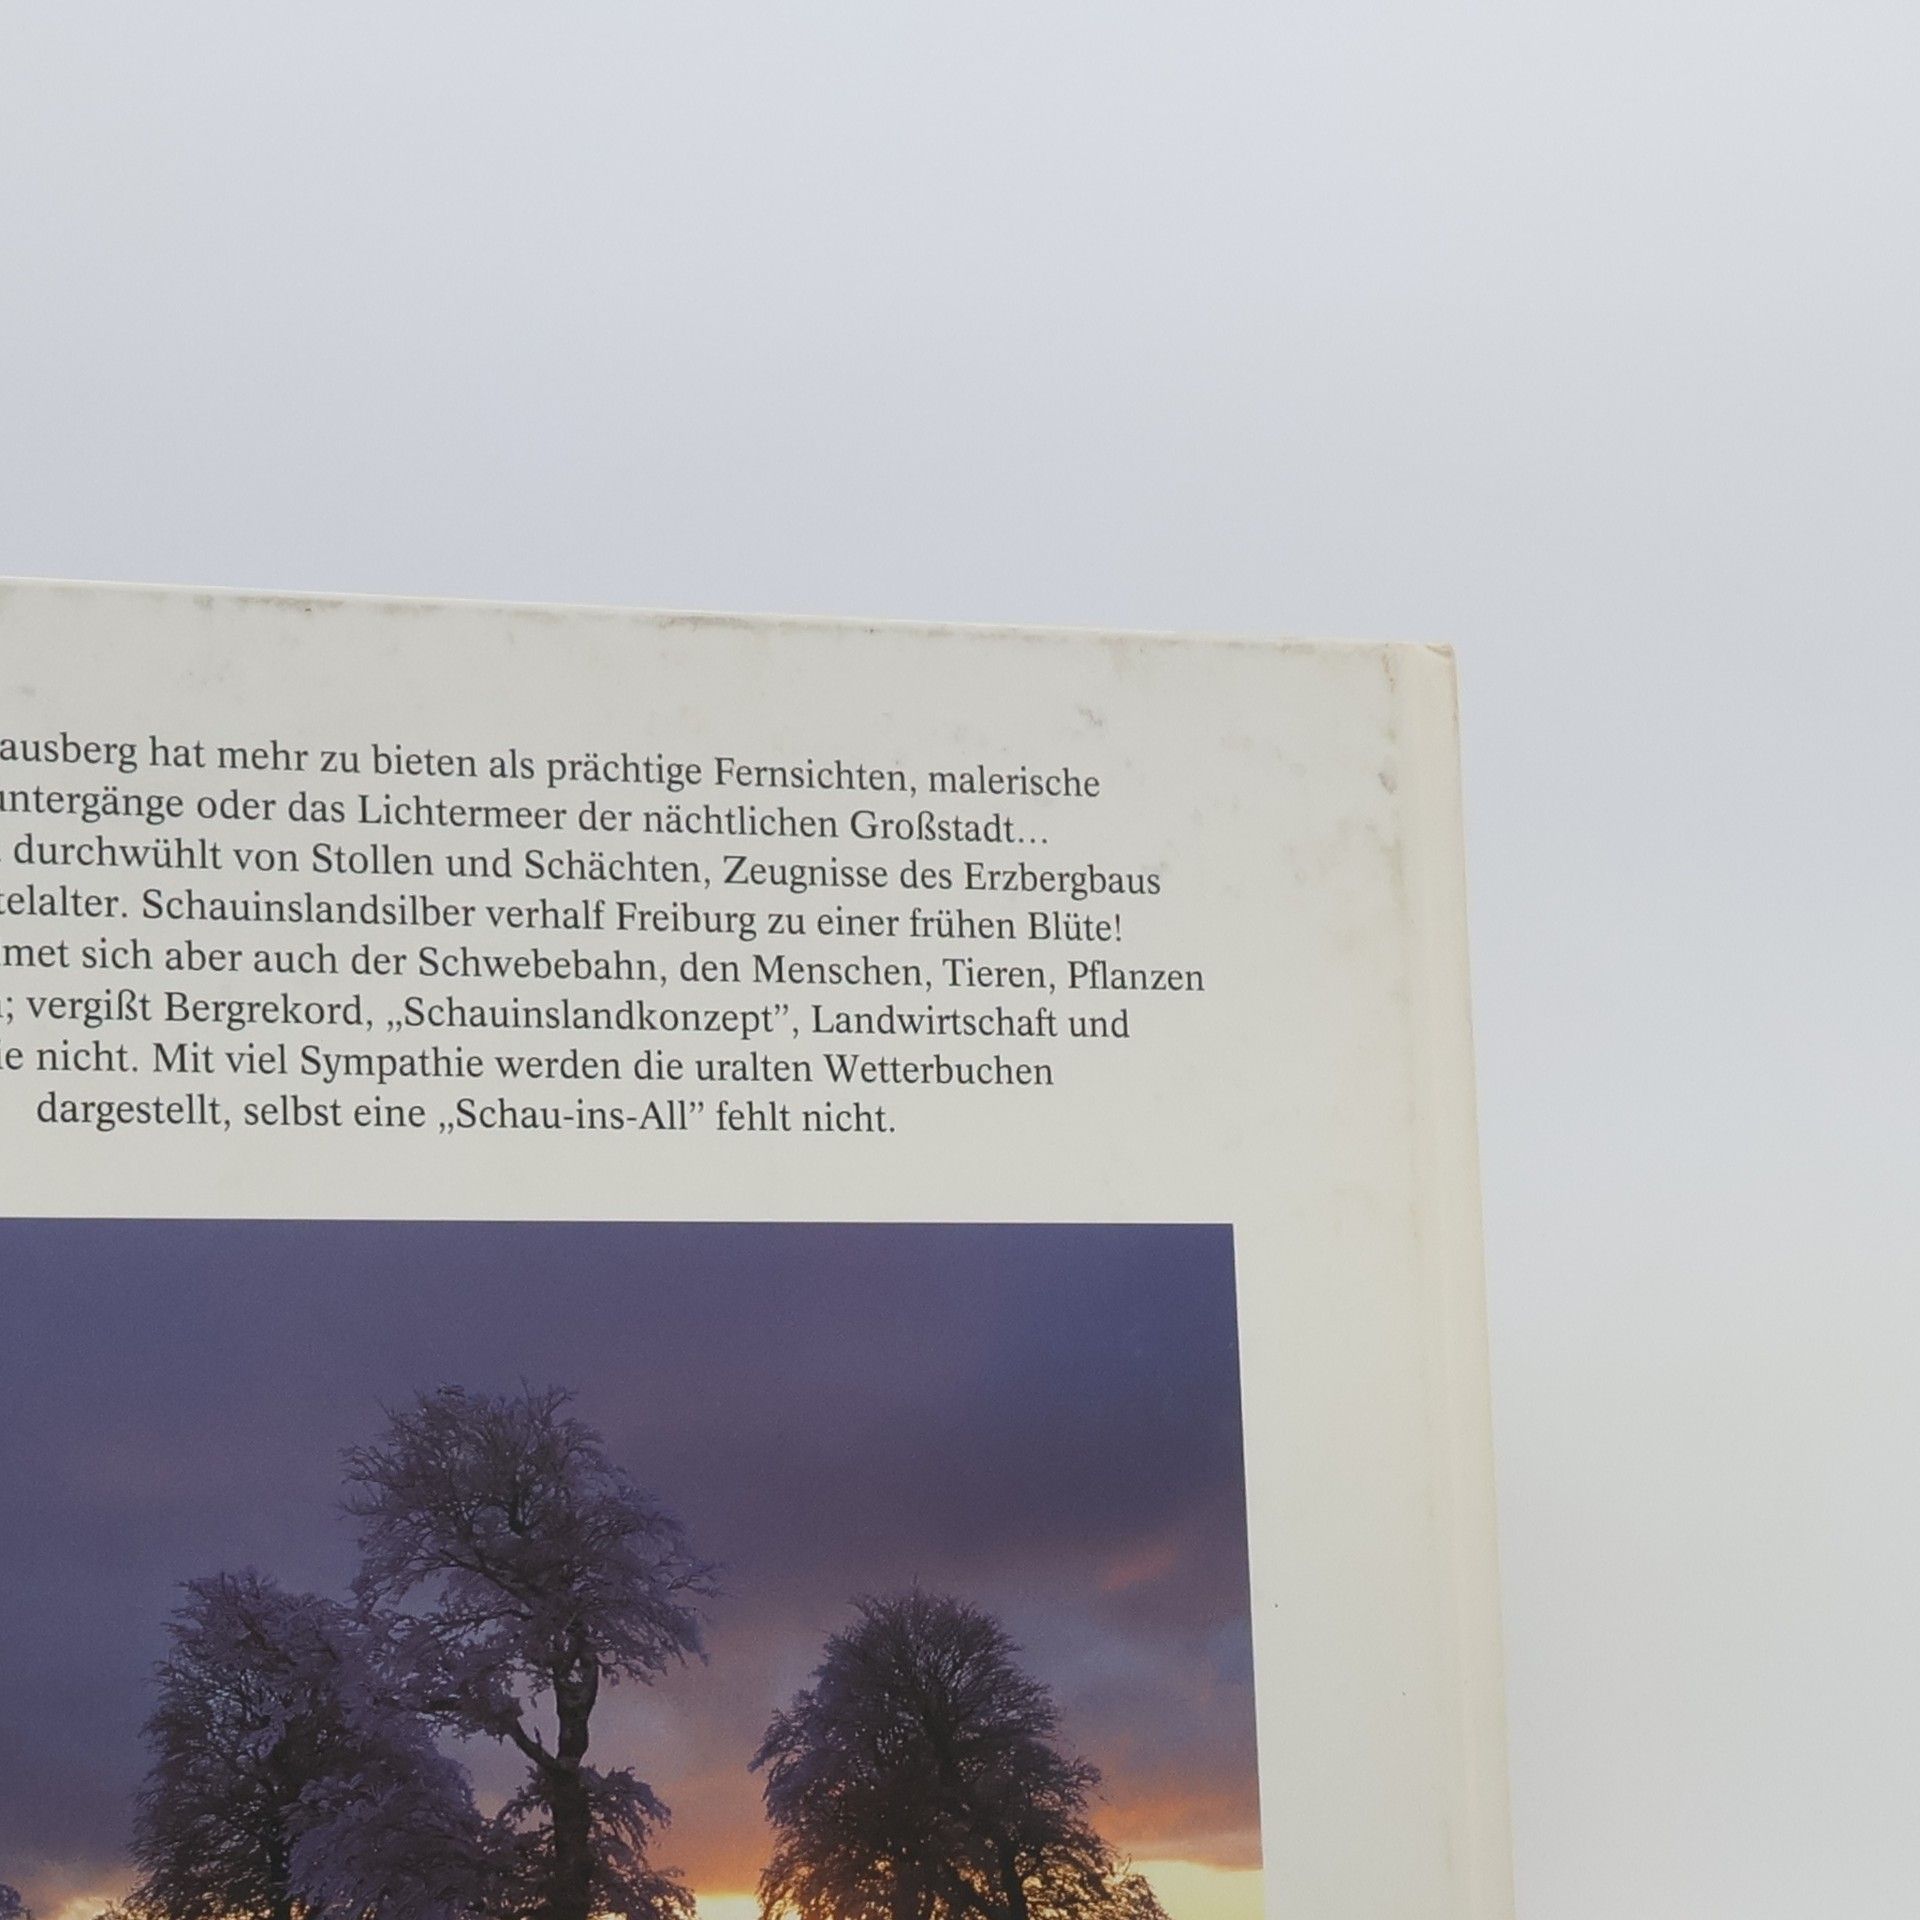 ausberg hat mehr zu bieten als prächtige Fernsichten, malerische
untergänge oder das Lichtermeer der nächtlichen Großstadt...
durchwühlt von Stollen und Schächten, Zeugnisse des Erzbergbaus
telalter. Schauinslandsilber verhalf Freiburg zu einer frühen Blüte!
met sich aber auch der Schwebebahn, den Menschen, Tieren, Pflanzen
; vergißt Bergrekord, „Schauinslandkonzept”, Landwirtschaft und
ie nicht. Mit viel Sympathie werden die uralten Wetterbuchen
dargestellt, selbst eine „Schau-ins-All” fehlt nicht.